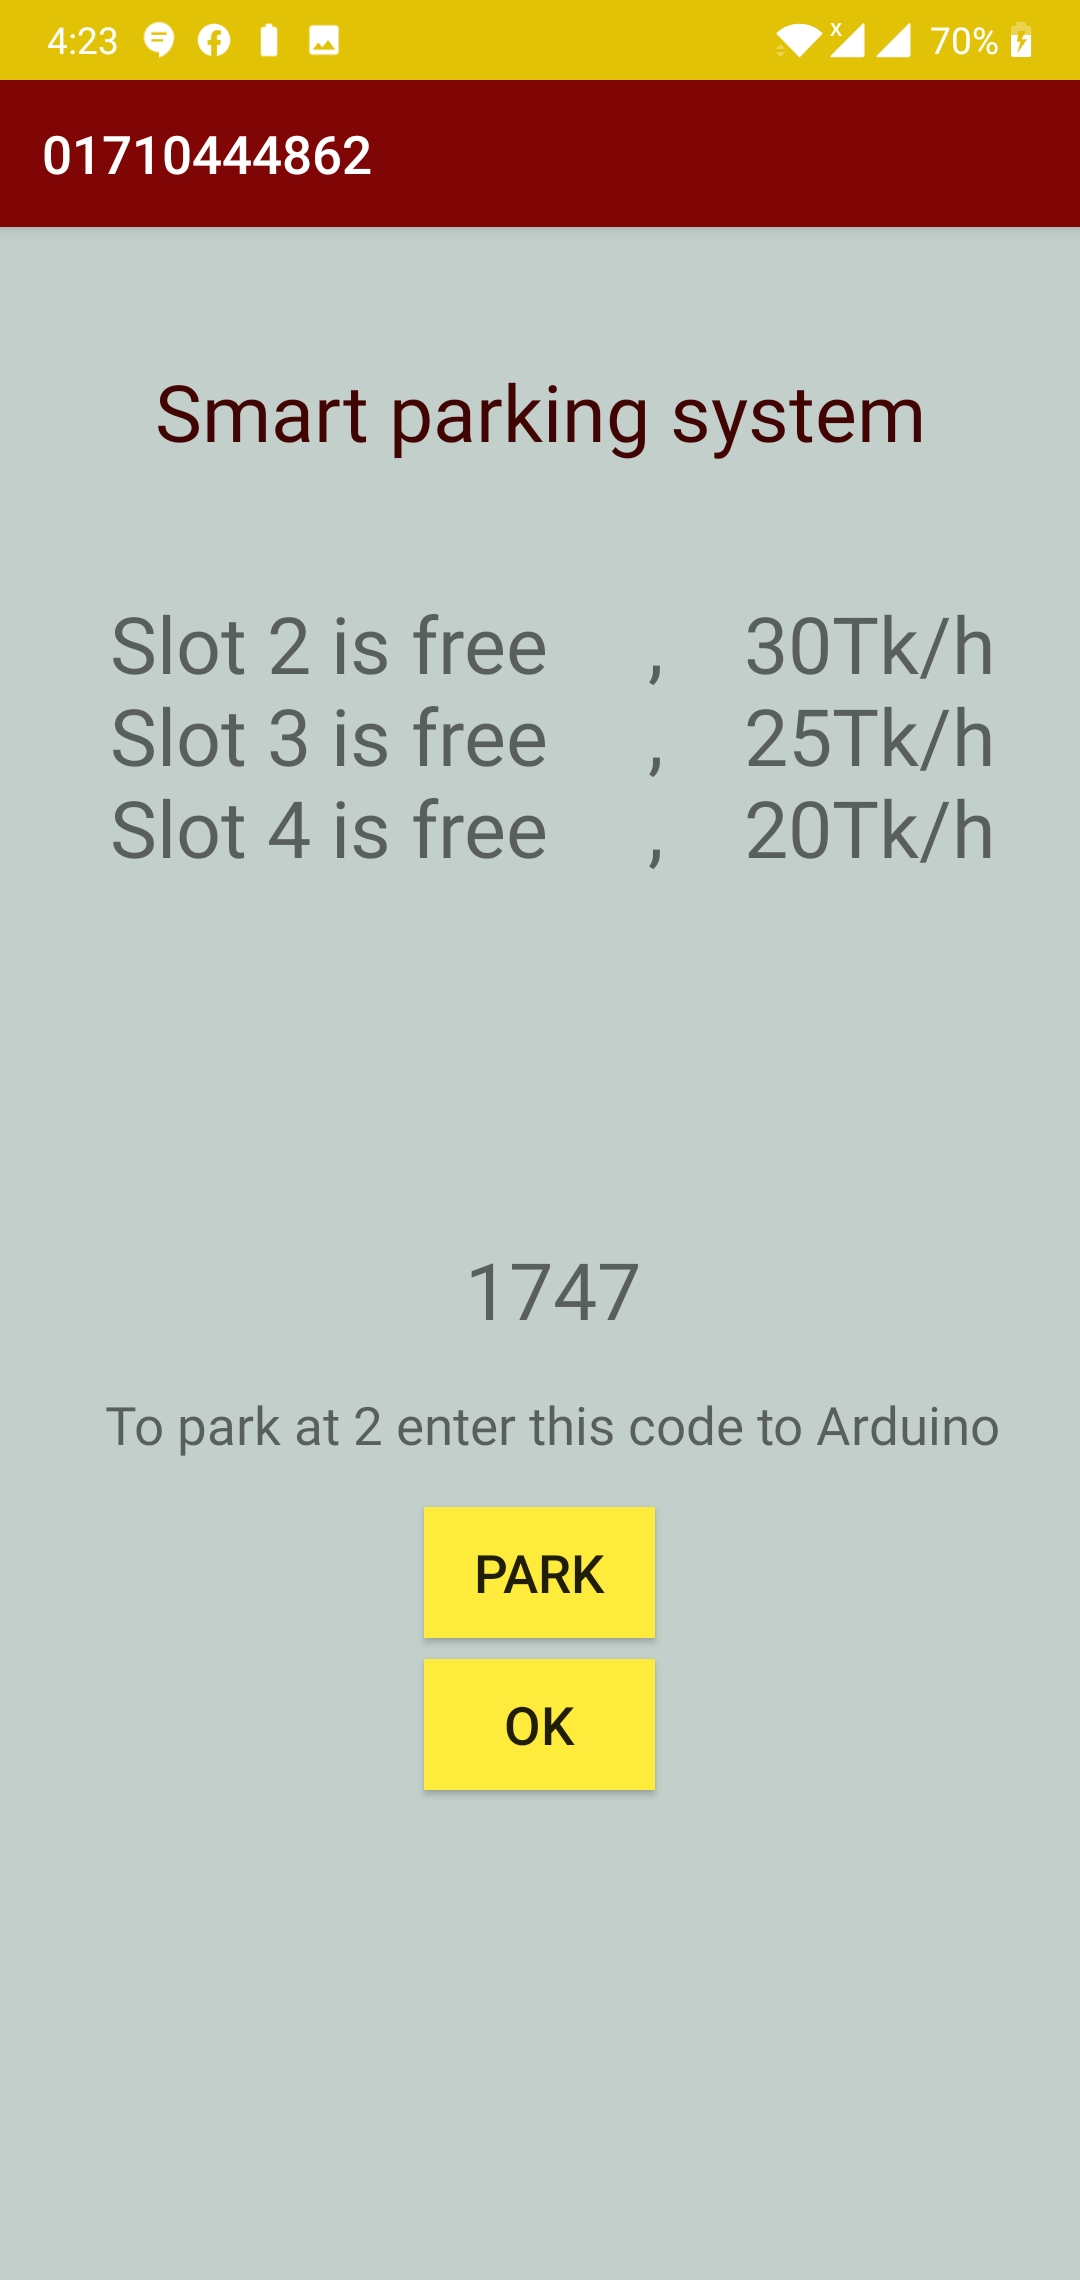 4:23 70%
01710444862
Smart parking system
Slot 2 is free , 30Tk/h
Slot 3 is free , 25Tk/h
Slot 4 is free , 20Tk/h
1747
To park at 2 enter this code to Arduino
PARK
OK